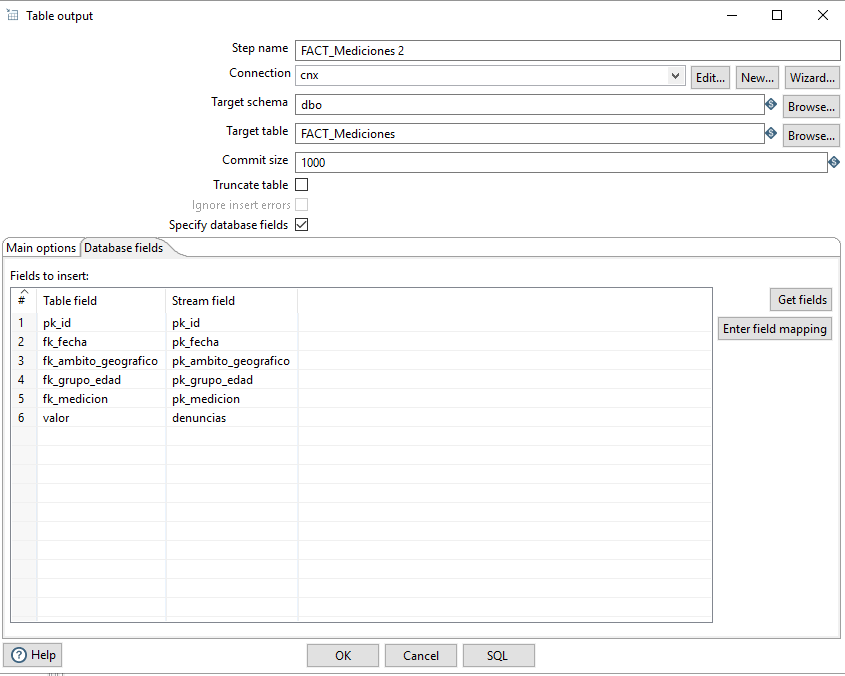 Table output
Step name FACT_Mediciones 2
Connection cnx Edit... New... Wizard...
Target schema dbo Browse...
Target table FACT_Mediciones Browse...
Commit size 1000
Truncate table
Ignore insert errors
Specify database fields
Main options Database fields
Fields to insert:
# Table field Stream field
1 pk_id pk_id
2 fk_fecha pk_fecha
3 fk_ambito_geografico pk_ambito_geografico
4 fk_grupo_edad pk_grupo_edad
5 fk_medicion pk_medicion
6 valor denuncias
Get fields
Enter field mapping
? Help OK Cancel SQL